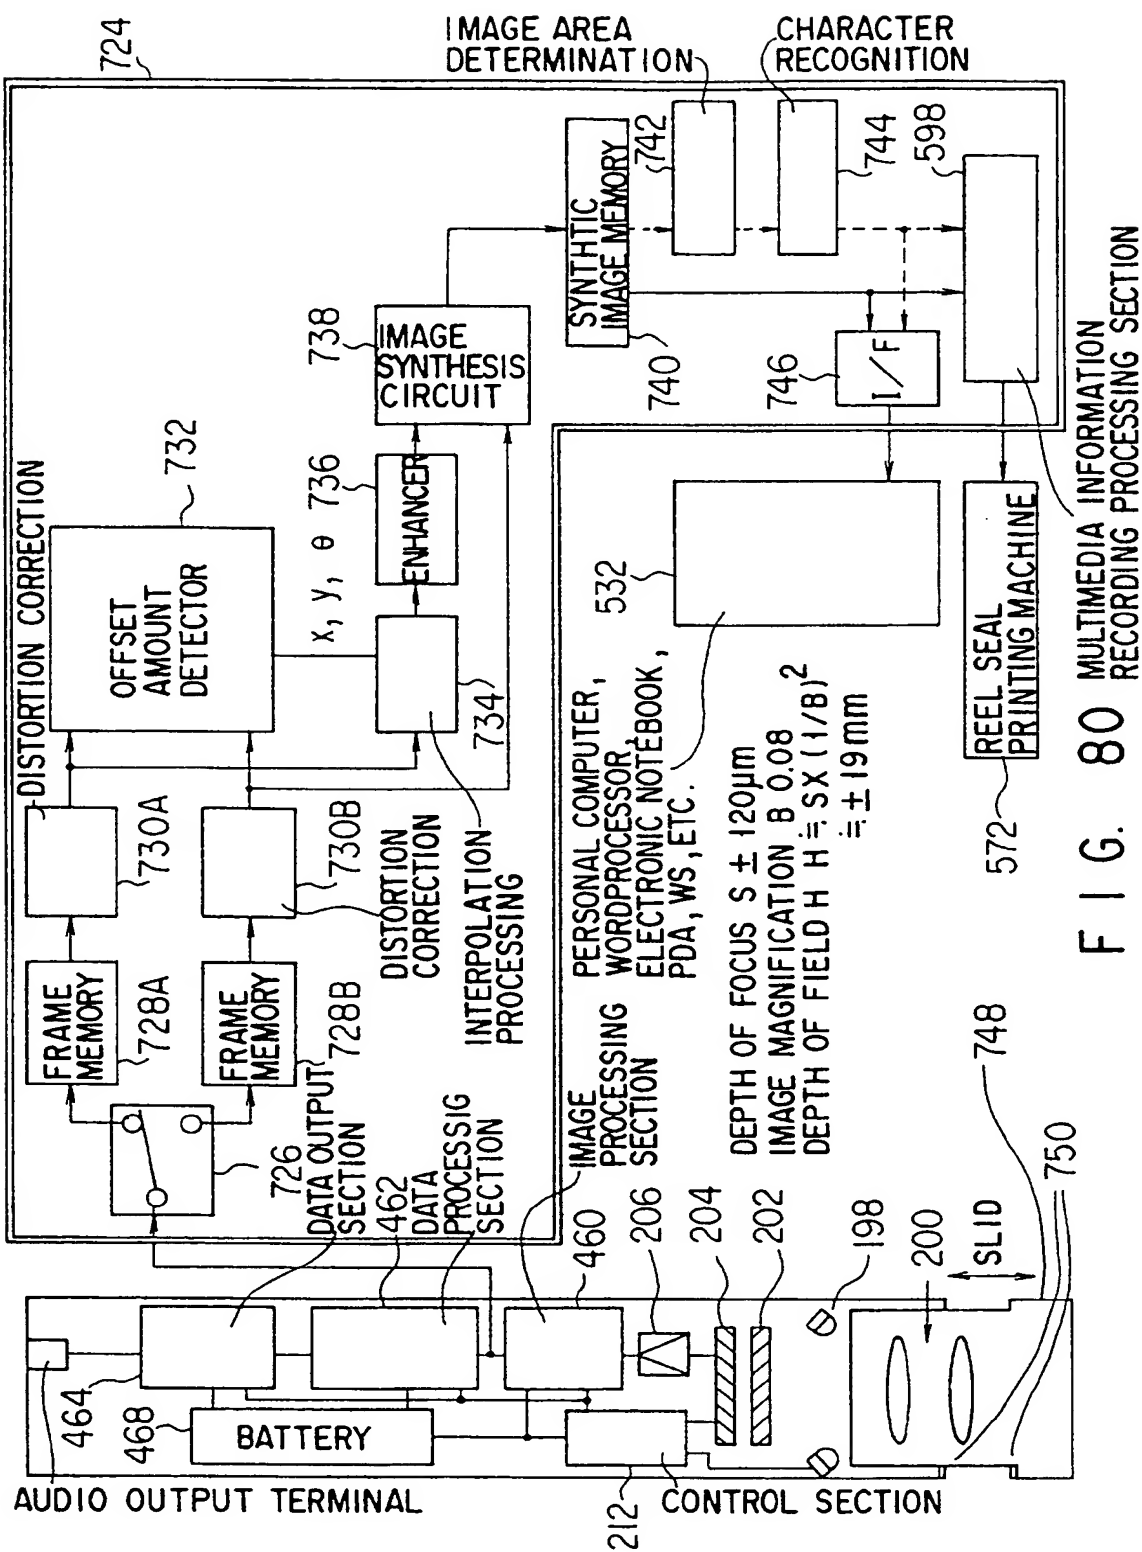 724
IMAGE AREA
DETERMINATION
CHARACTER
RECOGNITION
DISTORTION CORRECTION
732
OFFSET
AMOUNT
DETECTOR
730A
FRAME
MEMORY
728A
730B
DISTORTION
CORRECTION
FRAME
MEMORY
728B
726
X, y, θ
734
INTERPOLATION
PROCESSING
736
ENHANCER
738
IMAGE
SYNTHESIS
CIRCUIT
SYNTHTIC
IMAGE MEMORY
740
742
744
746
I/F
598
DATA OUTPUT
SECTION
462
DATA
PROCESSIG
SECTION
IMAGE
PROCESSING
SECTION
460
PERSONAL COMPUTER,
WORDPROCESSOR,
ELECTRONIC NOTEBOOK,
PDA, WS, ETC.
532
DEPTH OF FOCUS S ± 120μm
IMAGE MAGNIFICATION B 0.08
DEPTH OF FIELD H H ≒ SX (1/B)2
≒ ± 19mm
REEL SEAL
PRINTING MACHINE
572
MULTIMEDIA INFORMATION
RECORDING PROCESSING SECTION
464
468
BATTERY
206
204
202
198
200
SLID
748
750
AUDIO OUTPUT TERMINAL
212
CONTROL SECTION
FIG. 80